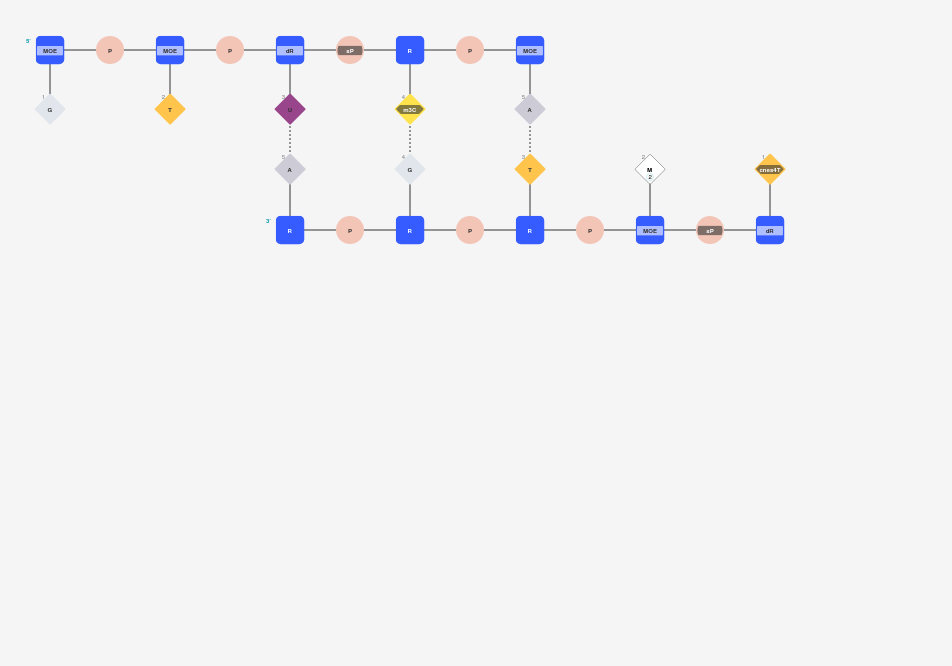 5' MOE P MOE P dR sP R P MOE
1 G 2 T 3 U 4 m3C 5 A
5 A 4 G 3 T 2 M 2 1 cnes4T
3' R P R P R P MOE sP dR